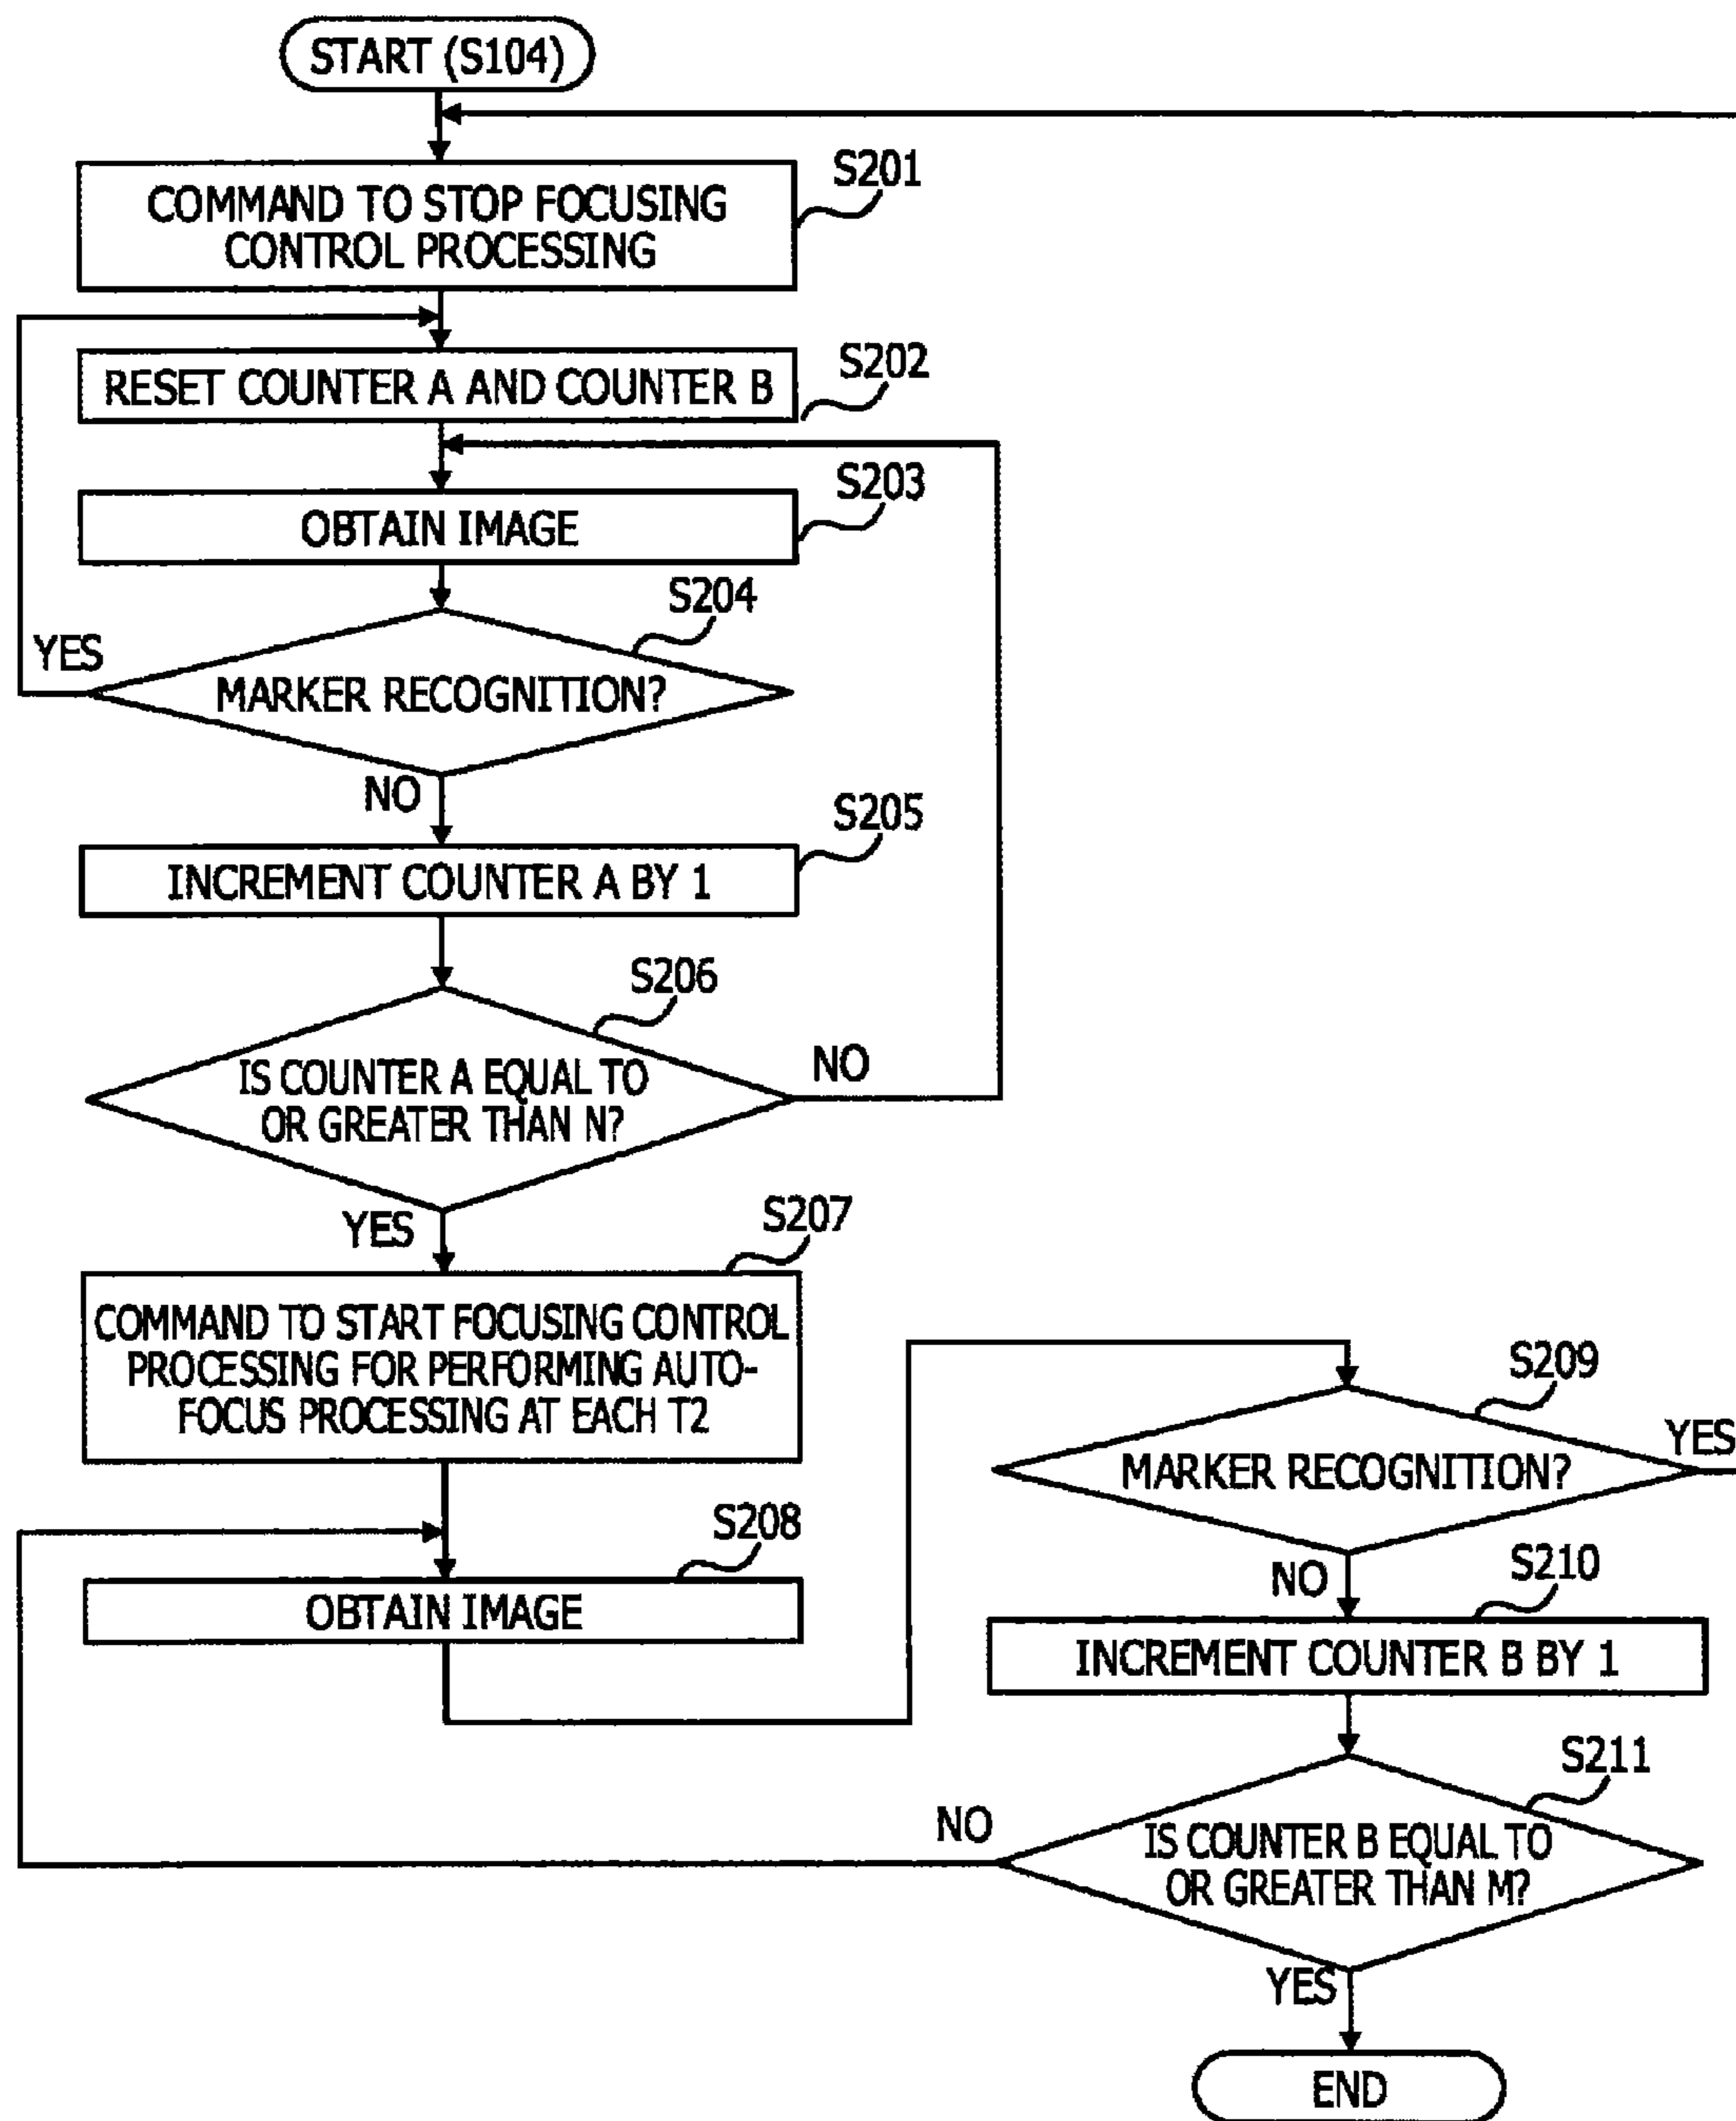 START (S104)
S201
COMMAND TO STOP FOCUSING
CONTROL PROCESSING
S202
RESET COUNTER A AND COUNTER B
S203
OBTAIN IMAGE
S204
YES
MARKER RECOGNITION?
NO
S205
INCREMENT COUNTER A BY 1
S206
NO
IS COUNTER A EQUAL TO
OR GREATER THAN N?
YES
S207
COMMAND TO START FOCUSING CONTROL
PROCESSING FOR PERFORMING AUTO-
FOCUS PROCESSING AT EACH T2
S208
OBTAIN IMAGE
S209
YES
MARKER RECOGNITION?
NO
S210
INCREMENT COUNTER B BY 1
S211
NO
IS COUNTER B EQUAL TO
OR GREATER THAN M?
YES
END